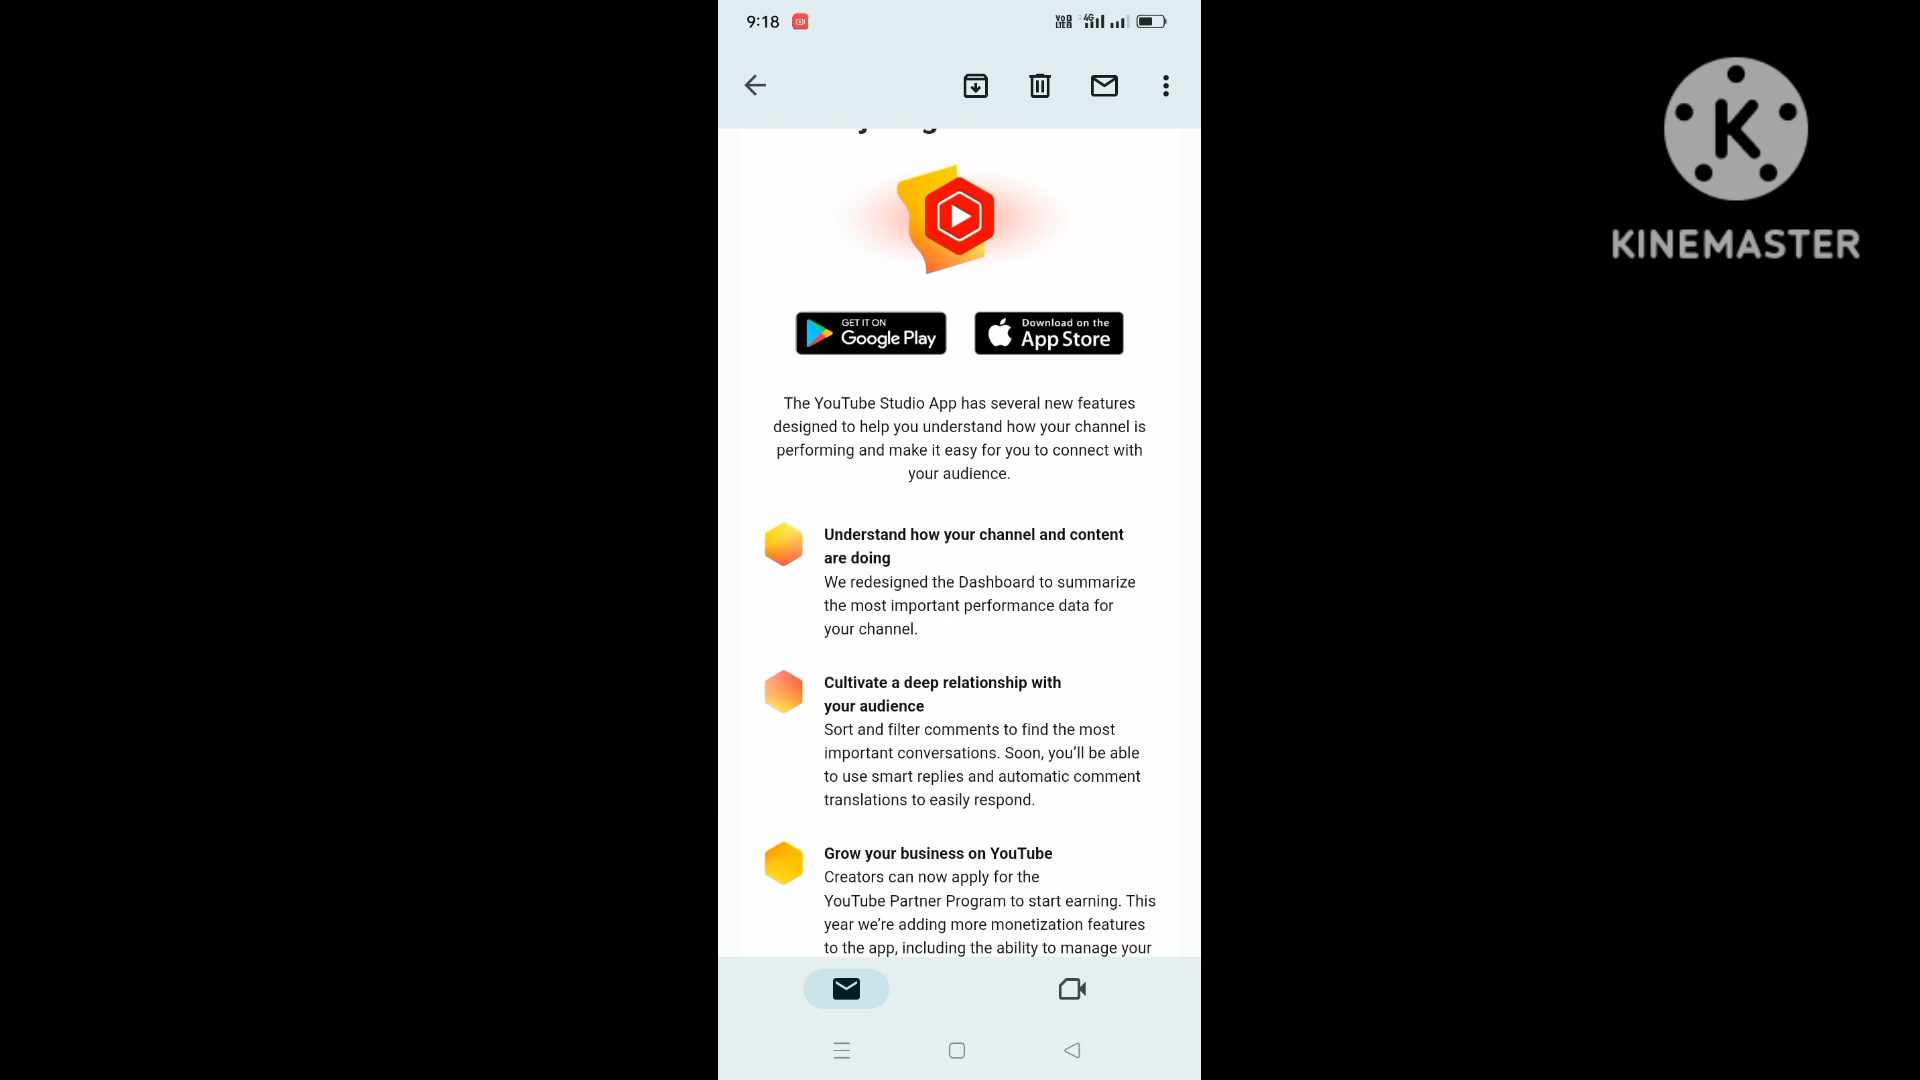 9:18
VoD
LTE2
4G
K
KINEMASTER
GET IT ON
Google Play
Download on the
App Store
The YouTube Studio App has several new features
designed to help you understand how your channel is
performing and make it easy for you to connect with
your audience.
Understand how your channel and content
are doing
We redesigned the Dashboard to summarize
the most important performance data for
your channel.
Cultivate a deep relationship with
your audience
Sort and filter comments to find the most
important conversations. Soon, you’ll be able
to use smart replies and automatic comment
translations to easily respond.
Grow your business on YouTube
Creators can now apply for the
YouTube Partner Program to start earning. This
year we’re adding more monetization features
to the app, including the ability to manage your